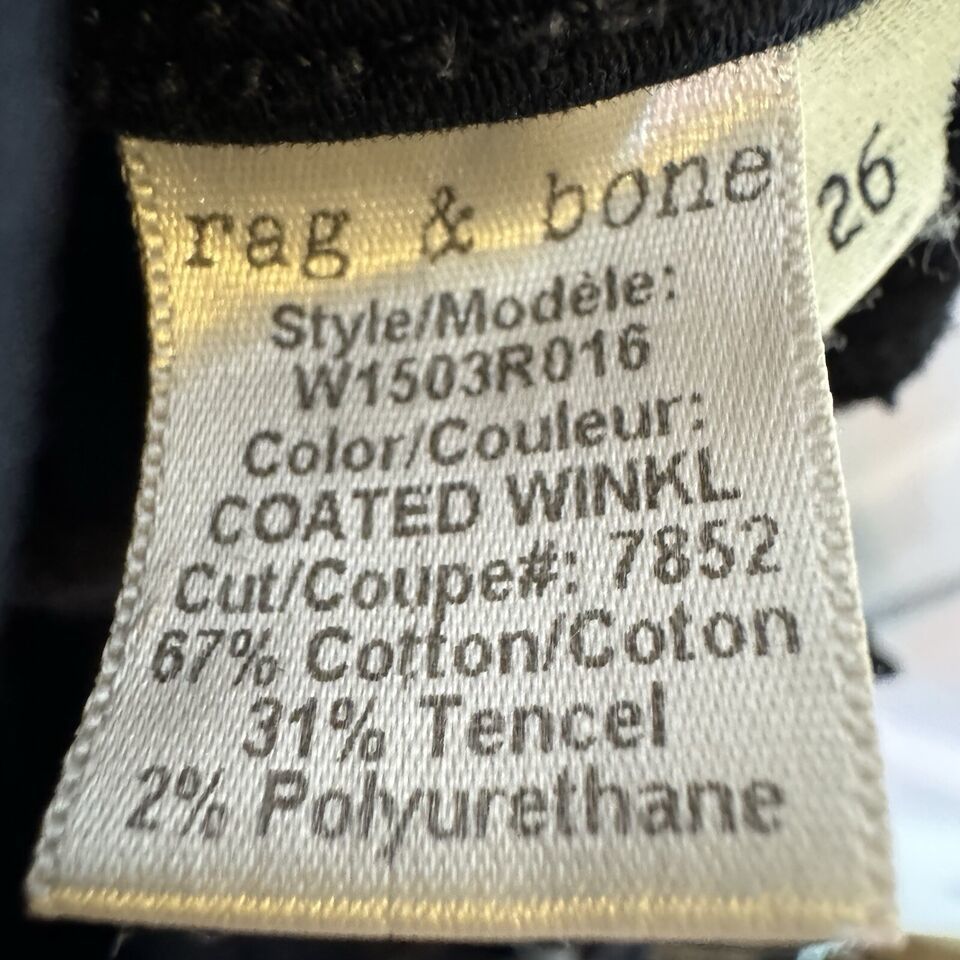 rag & bone
26
Style/Modèle:
W1503R016
Color/Couleur:
COATED WINKL
Cut/Coupe#: 7852
67% Cotton/Coton
31% Tencel
2% Polyurethane